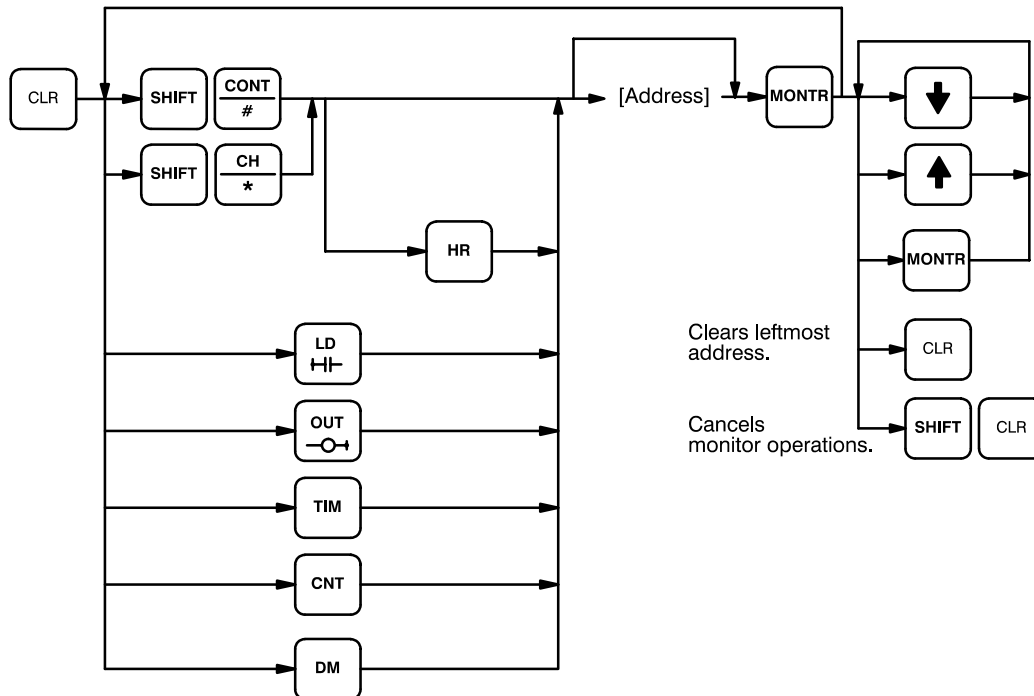 CLR
SHIFT
CONT
#
[Address]
MONTR
SHIFT
CH
*
HR
MONTR
LD
Clears leftmost
address.
CLR
OUT
Cancels
monitor operations.
SHIFT
CLR
TIM
CNT
DM